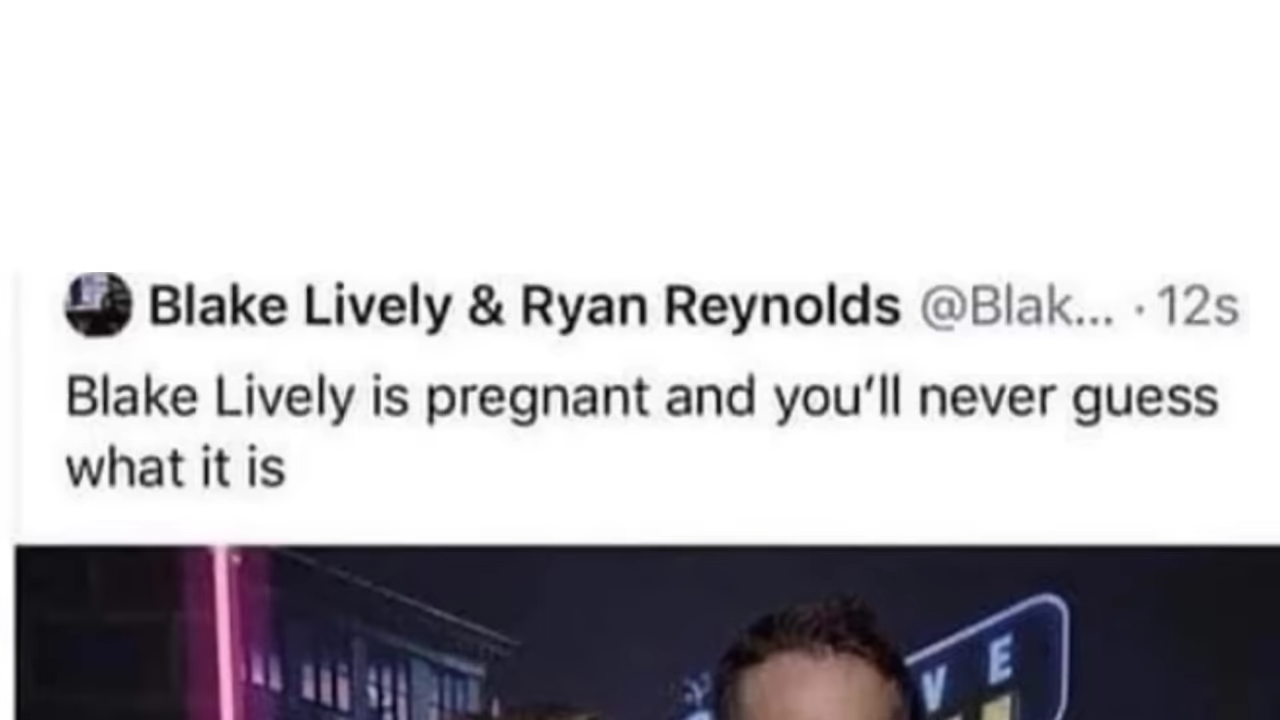 Blake Lively & Ryan Reynolds @Blak... · 12s
Blake Lively is pregnant and you’ll never guess
what it is
V E